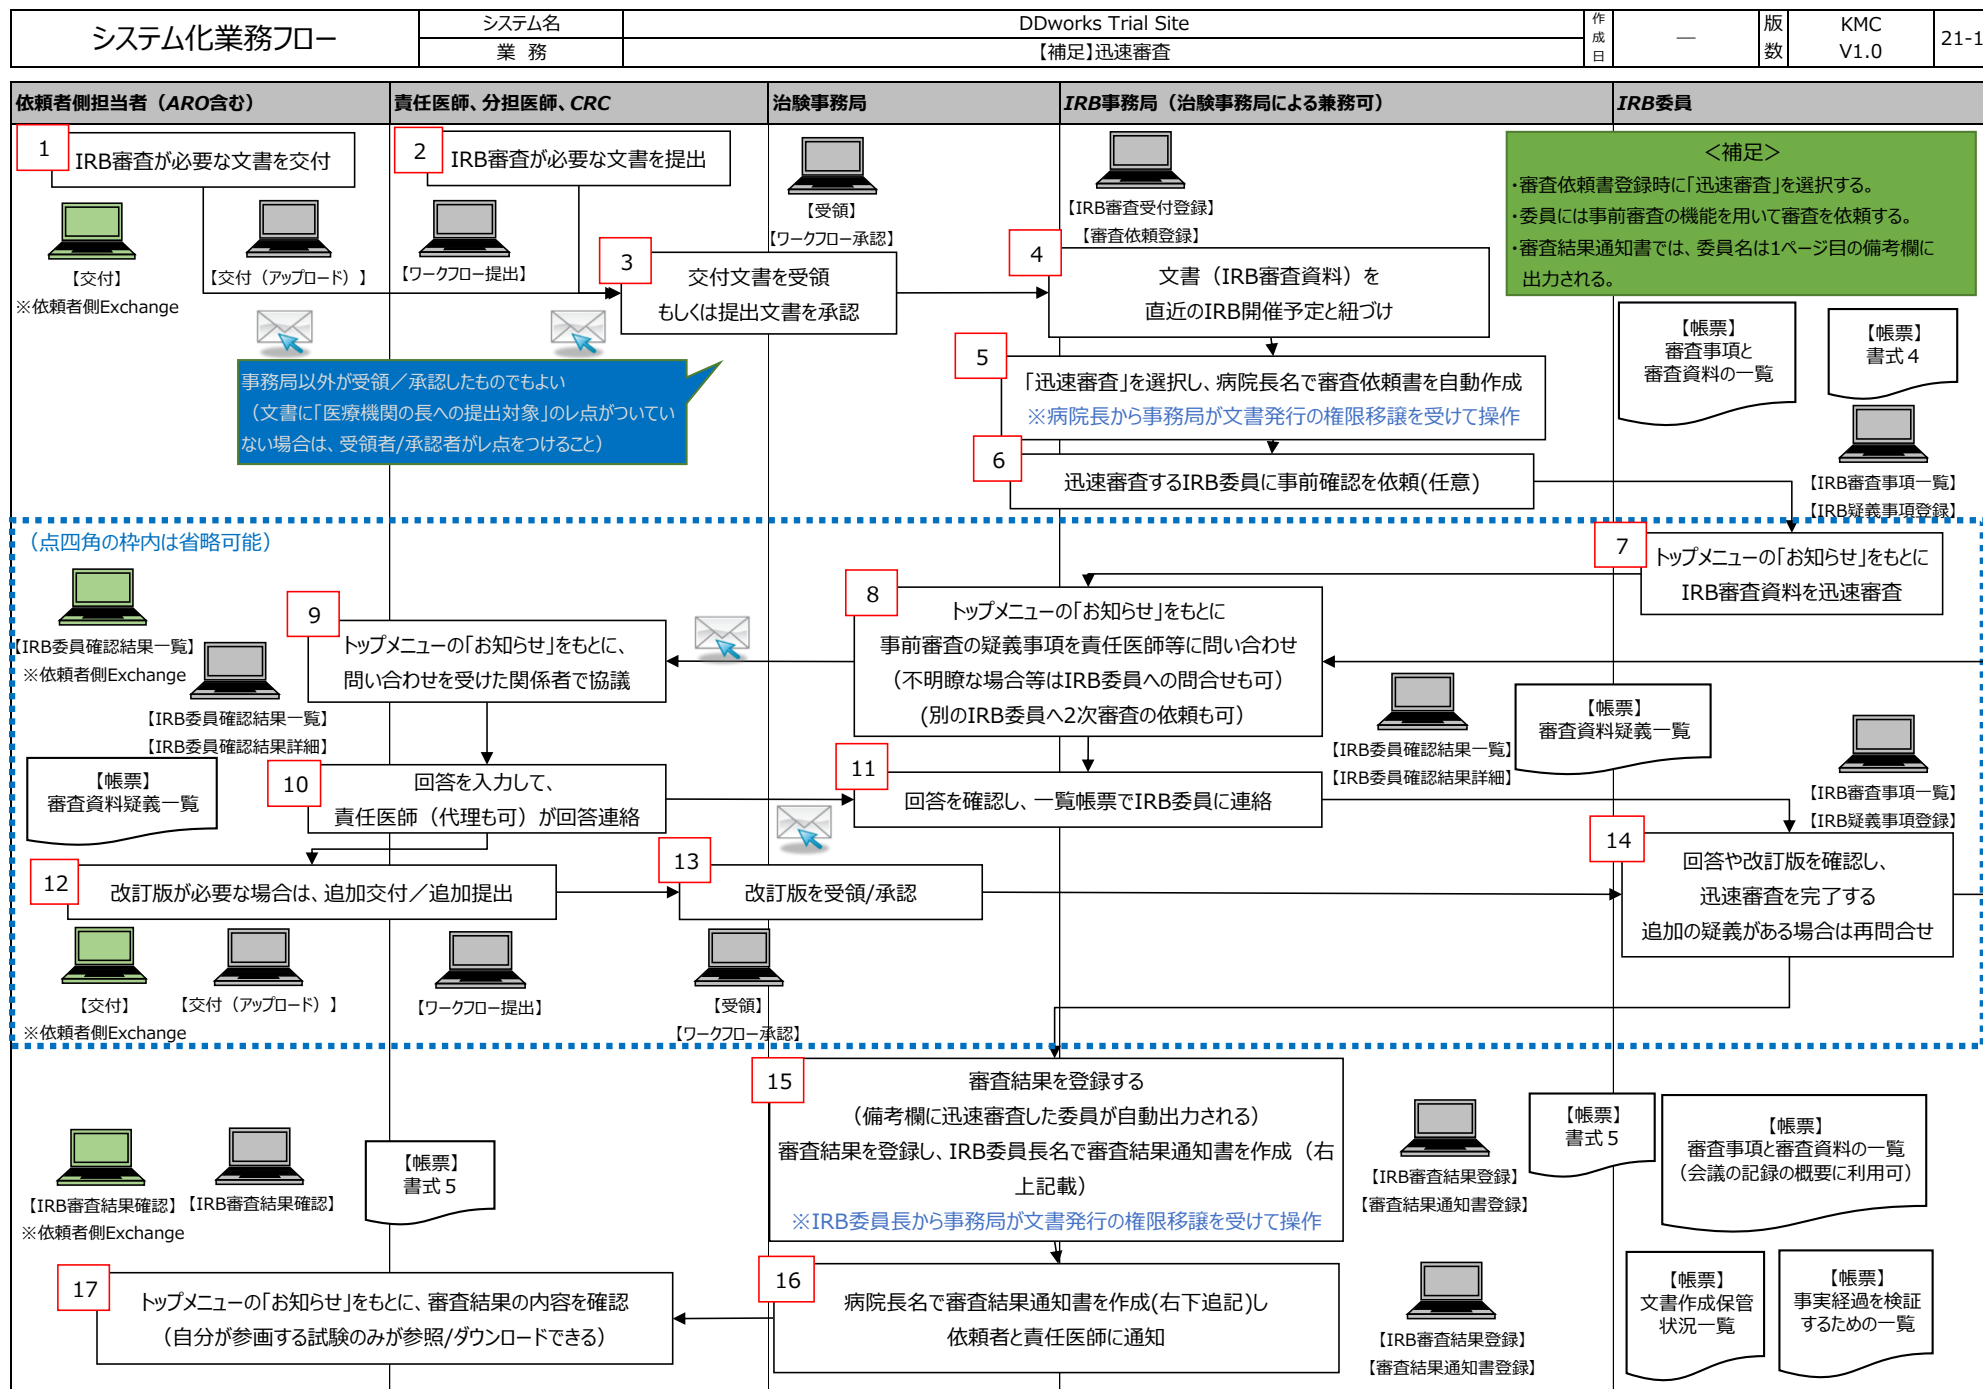 システム化業務フロー
システム名
DDworks Trial Site
作成日
―
版数
KMC
V1.0
21-1
業 務
【補足】迅速審査
依頼者側担当者（ARO含む）
責任医師、分担医師、CRC
治験事務局
IRB事務局（治験事務局による兼務可）
IRB委員
1
IRB審査が必要な文書を交付
【交付】
※依頼者側Exchange
【交付（アップロード）】
2
IRB審査が必要な文書を提出
【ワークフロー提出】
【受領】
【ワークフロー承認】
3
交付文書を受領
もしくは提出文書を承認
事務局以外が受領／承認したものでもよい
（文書に「医療機関の長への提出対象」のレ点がついてい
ない場合は、受領者/承認者がレ点をつけること）
【IRB審査受付登録】
【審査依頼登録】
4
文書（IRB審査資料）を
直近のIRB開催予定と紐づけ
＜補足＞
・審査依頼書登録時に「迅速審査」を選択する。
・委員には事前審査の機能を用いて審査を依頼する。
・審査結果通知書では、委員名は1ページ目の備考欄に
出力される。
【帳票】
審査事項と
審査資料の一覧
【帳票】
書式４
5
「迅速審査」を選択し、病院長名で審査依頼書を自動作成
※病院長から事務局が文書発行の権限移譲を受けて操作
6
迅速審査するIRB委員に事前確認を依頼(任意)
【IRB審査事項一覧】
【IRB疑義事項登録】
（点四角の枠内は省略可能）
7
トップメニューの「お知らせ」をもとに
IRB審査資料を迅速審査
8
トップメニューの「お知らせ」をもとに
事前審査の疑義事項を責任医師等に問い合わせ
（不明瞭な場合等はIRB委員への問合せも可）
(別のIRB委員へ2次審査の依頼も可）
9
トップメニューの「お知らせ」をもとに、
問い合わせを受けた関係者で協議
【IRB委員確認結果一覧】
※依頼者側Exchange
【IRB委員確認結果一覧】
【IRB委員確認結果詳細】
【帳票】
審査資料疑義一覧
【IRB委員確認結果一覧】
【IRB委員確認結果詳細】
【帳票】
審査資料疑義一覧
10
回答を入力して、
責任医師（代理も可）が回答連絡
11
回答を確認し、一覧帳票でIRB委員に連絡
【IRB審査事項一覧】
【IRB疑義事項登録】
12
改訂版が必要な場合は、追加交付／追加提出
13
改訂版を受領/承認
14
回答や改訂版を確認し、
迅速審査を完了する
追加の疑義がある場合は再問合せ
【交付】
※依頼者側Exchange
【交付（アップロード）】
【ワークフロー提出】
【受領】
【ワークフロー承認】
15
審査結果を登録する
（備考欄に迅速審査した委員が自動出力される）
審査結果を登録し、IRB委員長名で審査結果通知書を作成（右
上記載）
※IRB委員長から事務局が文書発行の権限移譲を受けて操作
【IRB審査結果登録】
【審査結果通知書登録】
【帳票】
書式５
【帳票】
審査事項と審査資料の一覧
（会議の記録の概要に利用可）
【IRB審査結果確認】
※依頼者側Exchange
【IRB審査結果確認】
【帳票】
書式５
16
病院長名で審査結果通知書を作成(右下追記)し
依頼者と責任医師に通知
17
トップメニューの「お知らせ」をもとに、審査結果の内容を確認
（自分が参画する試験のみが参照/ダウンロードできる）
【IRB審査結果登録】
【審査結果通知書登録】
【帳票】
文書作成保管
状況一覧
【帳票】
事実経過を検証
するための一覧